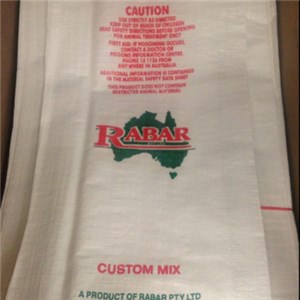 CAUTION
USE STRICTLY AS DIRECTED
KEEP OUT OF REACH OF CHILDREN
READ SAFETY DIRECTIONS BEFORE OPENING
FOR ANIMAL TREATMENT ONLY
FIRST AID: IF POISONING OCCURS,
CONTACT A DOCTOR OR
POISONS INFORMATION CENTRE
PHONE 13 1126 FROM
ANYWHERE IN AUSTRALIA
ADDITIONAL INFORMATION IS CONTAINED
IN THE MATERIAL SAFETY DATA SHEET
THIS PRODUCT DOES NOT CONTAIN
RESTRICTED ANIMAL MATERIAL
RABAR
CUSTOM MIX
A PRODUCT OF RABAR PTY LTD